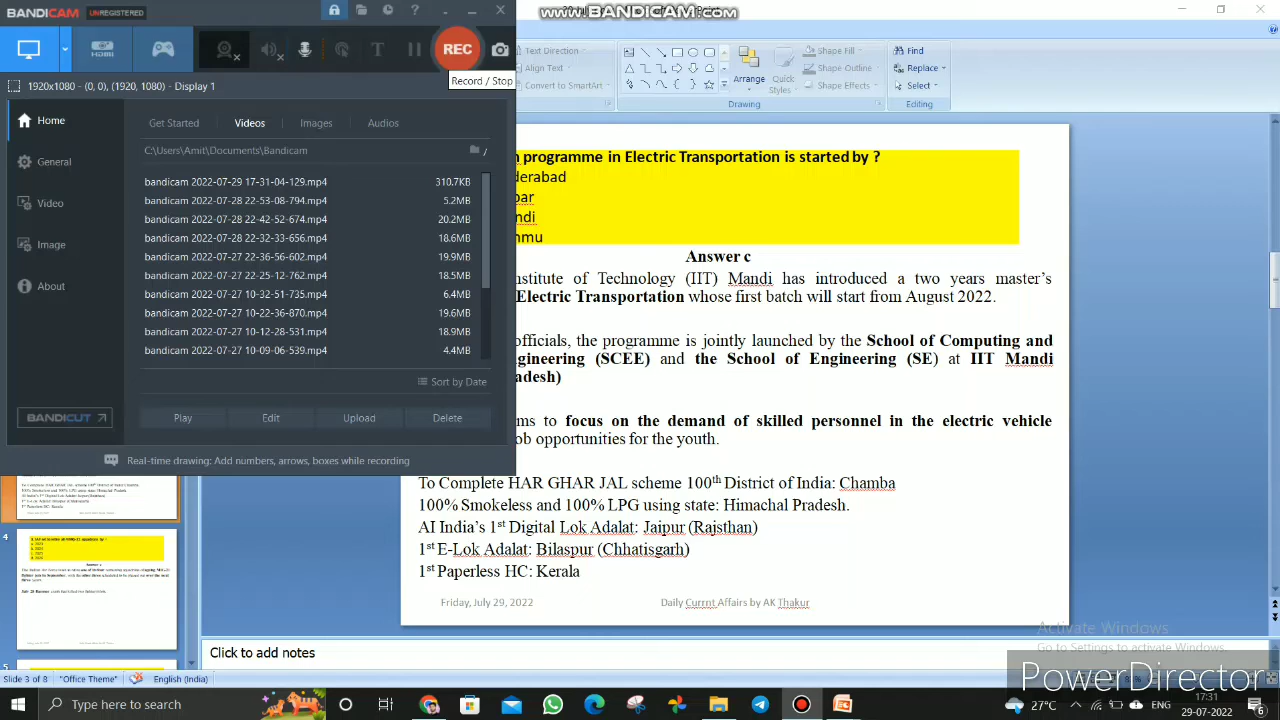 BANDICAM UNREGISTERED
www.BANDICAM.com
REC
Record / Stop
1920x1080 - (0, 0), (1920, 1080) - Display 1
Home
General
Video
Image
About
BANDICUT
Get Started Videos Images Audios
C:\Users\Amit\Documents\Bandicam
bandicam 2022-07-29 17-31-04-129.mp4 310.7KB
bandicam 2022-07-28 22-53-08-794.mp4 5.2MB
bandicam 2022-07-28 22-42-52-674.mp4 20.2MB
bandicam 2022-07-28 22-32-33-656.mp4 18.6MB
bandicam 2022-07-27 22-36-56-602.mp4 19.9MB
bandicam 2022-07-27 22-25-12-762.mp4 18.5MB
bandicam 2022-07-27 10-32-51-735.mp4 6.4MB
bandicam 2022-07-27 10-22-36-870.mp4 19.6MB
bandicam 2022-07-27 10-12-28-531.mp4 18.9MB
bandicam 2022-07-27 10-09-06-539.mp4 4.4MB
Sort by Date
Play Edit Upload Delete
Real-time drawing: Add numbers, arrows, boxes while recording
Text Direction
Align Text
Convert to SmartArt
Arrange
Quick Styles
Shape Fill
Shape Outline
Shape Effects
Drawing
Find
Replace
Select
Editing
programme in Electric Transportation is started by ?
derabad
par
ndi
mmu
Answer c
nstitute of Technology (IIT) Mandi has introduced a two years master's
Electric Transportation whose first batch will start from August 2022.
officials, the programme is jointly launched by the School of Computing and
gineering (SCEE) and the School of Engineering (SE) at IIT Mandi
adesh)
ms to focus on the demand of skilled personnel in the electric vehicle
ob opportunities for the youth.
To Complete HAR GHAR JAL scheme 100th District of India: Chamba
100% Smokeless and 100% LPG using state: Himachal Pradesh.
AI India's 1st Digital Lok Adalat: Jaipur (Rajsthan)
1st E-Lok Adalat: Bilaspur (Chhatisgarh)
1st Paperless HC: Kerala
Friday, July 29, 2022 Daily Currnt Affairs by AK Thakur
4
5
Click to add notes
Activate Windows
Go to Settings to activate Windows.
PowerDirector
Slide 3 of 8 "Office Theme" English (India)
Type here to search
27°C
17:31
29-07-2022
6